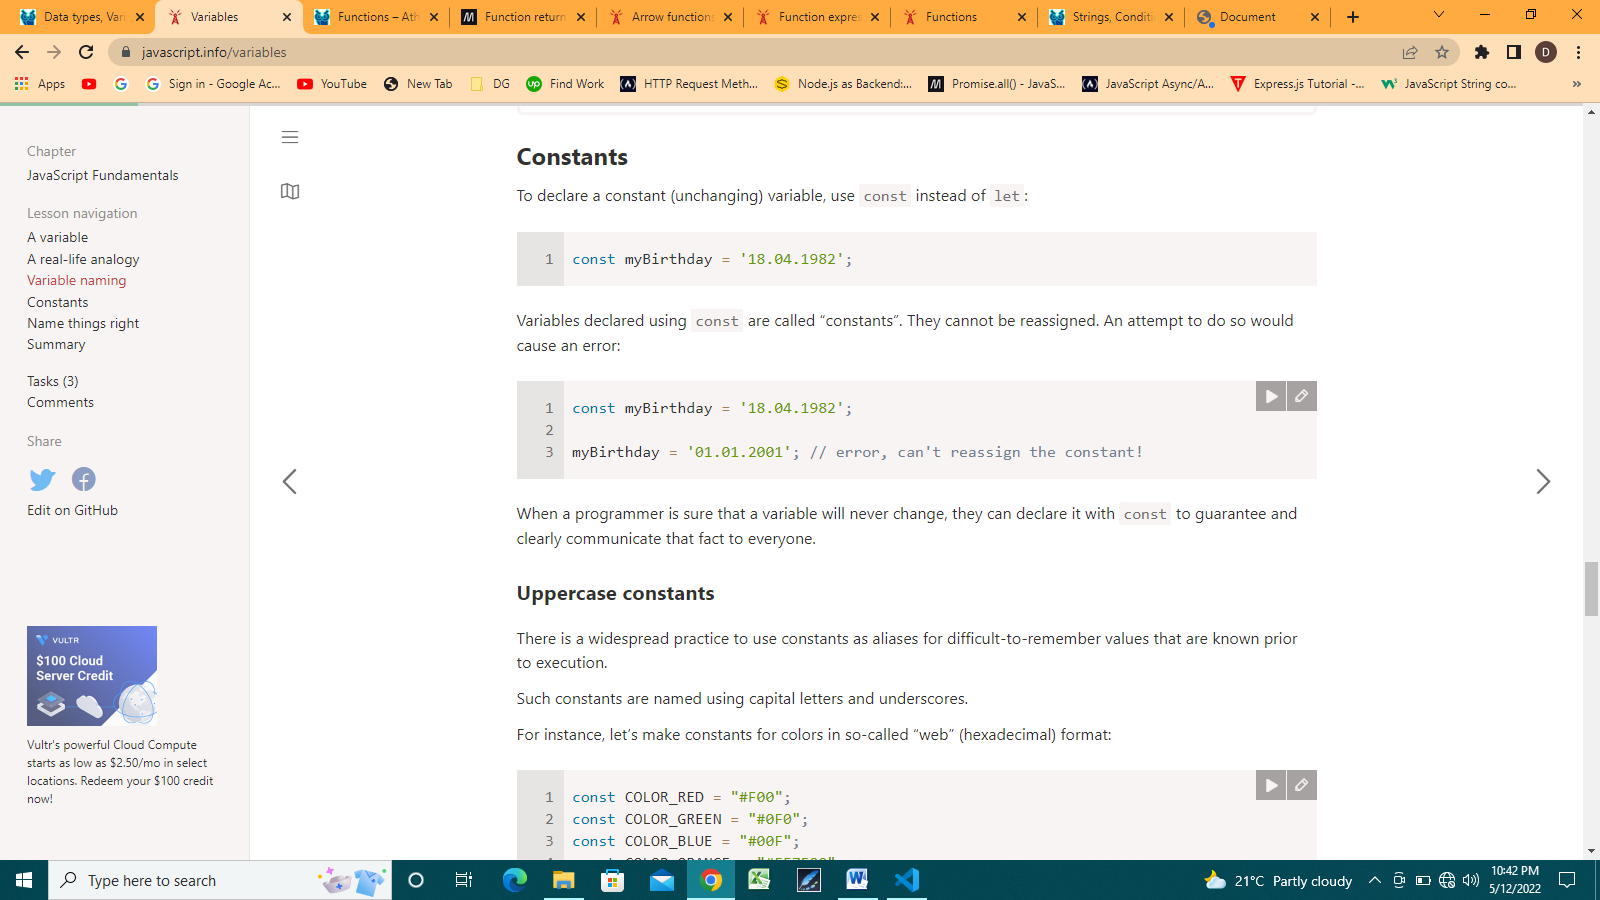 Data types, Vari
Variables
Functions – Ath
Function return
Arrow functions
Function expres
Functions
Strings, Conditi
Document
javascript.info/variables
D
Apps
Sign in - Google Ac...
YouTube
New Tab
DG
Find Work
HTTP Request Meth...
Node.js as Backend:...
Promise.all() - JavaS...
JavaScript Async/A...
Express.js Tutorial -...
JavaScript String co...
»
Chapter
JavaScript Fundamentals
Lesson navigation
A variable
A real-life analogy
Variable naming
Constants
Name things right
Summary
Tasks (3)
Comments
Share
Edit on GitHub
VULTR
$100 Cloud
Server Credit
Vultr's powerful Cloud Compute
starts as low as $2.50/mo in select
locations. Redeem your $100 credit
now!
Constants
To declare a constant (unchanging) variable, use const instead of let:
1 const myBirthday = '18.04.1982';
Variables declared using const are called “constants”. They cannot be reassigned. An attempt to do so would
cause an error:
1 const myBirthday = '18.04.1982';
2
3 myBirthday = '01.01.2001'; // error, can't reassign the constant!
When a programmer is sure that a variable will never change, they can declare it with const to guarantee and
clearly communicate that fact to everyone.
Uppercase constants
There is a widespread practice to use constants as aliases for difficult-to-remember values that are known prior
to execution.
Such constants are named using capital letters and underscores.
For instance, let’s make constants for colors in so-called “web” (hexadecimal) format:
1 const COLOR_RED = "#F00";
2 const COLOR_GREEN = "#0F0";
3 const COLOR_BLUE = "#00F";
Type here to search
21°C Partly cloudy
10:42 PM
5/12/2022